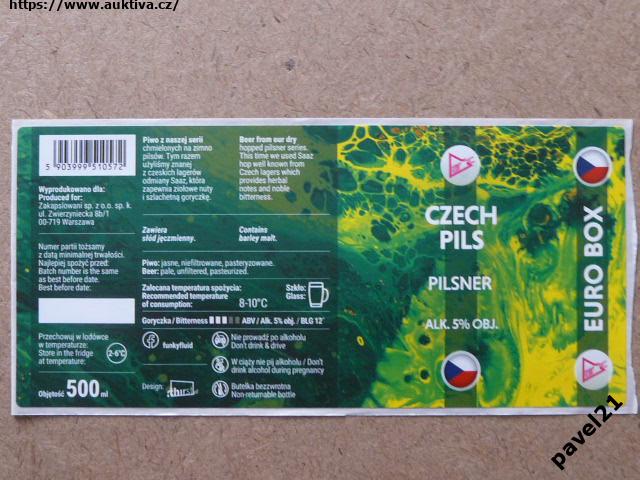 https://www.auktiva.cz/
5 903999 510572
Wyprodukowano dla:
Produced for:
Zakapslowani sp. z o.o. sp. k.
ul. Zwierzyniecka 8b/1
00-719 Warszawa
Numer partii tożsamy
z datą minimalnej trwałości.
Najlepiej spożyć przed:
Batch number is the same
as best before date.
Best before date:
Przechowuj w lodówce
w temperaturze:
Store in the fridge
at temperature:
2-6°C
Objętość 500 ml
Piwo z naszej serii
chmielonych na zimno
pilsów. Tym razem
użyliśmy znanej
z czeskich lagerów
odmiany Saaz, która
zapewnia ziołowe nuty
i szlachetną goryczkę.
Beer from our dry
hopped pilsner series.
This time we used Saaz
hop well known from
Czech lagers which
provides herbal
notes and noble
bitterness.
Zawiera
słód jęczmienny.
Contains
barley malt.
Piwo: jasne, niefiltrowane, pasteryzowane.
Beer: pale, unfiltered, pasteurized.
Zalecana temperatura spożycia:
Recommended temperature
of consumption:
8-10°C
Szkło:
Glass:
Goryczka / Bitterness ABV / Alk. 5% obj. / BLG 12°
funkyfluid
Nie prowadź po alkoholu
Don't drink & drive
W ciąży nie pij alkoholu / Don't
drink alcohol during pregnancy
Design:
Butelka bezzwrotna
Non-returnable bottle
CZECH
PILS
PILSNER
ALK. 5% OBJ.
EURO BOX
pavel21